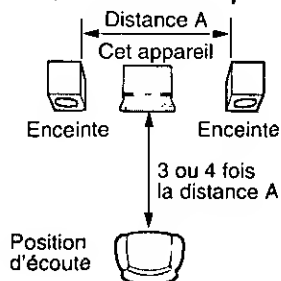 Distance A
Cet appareil
Enceinte
Enceinte
3 ou 4 fois
la distance A
Position
d'écoute